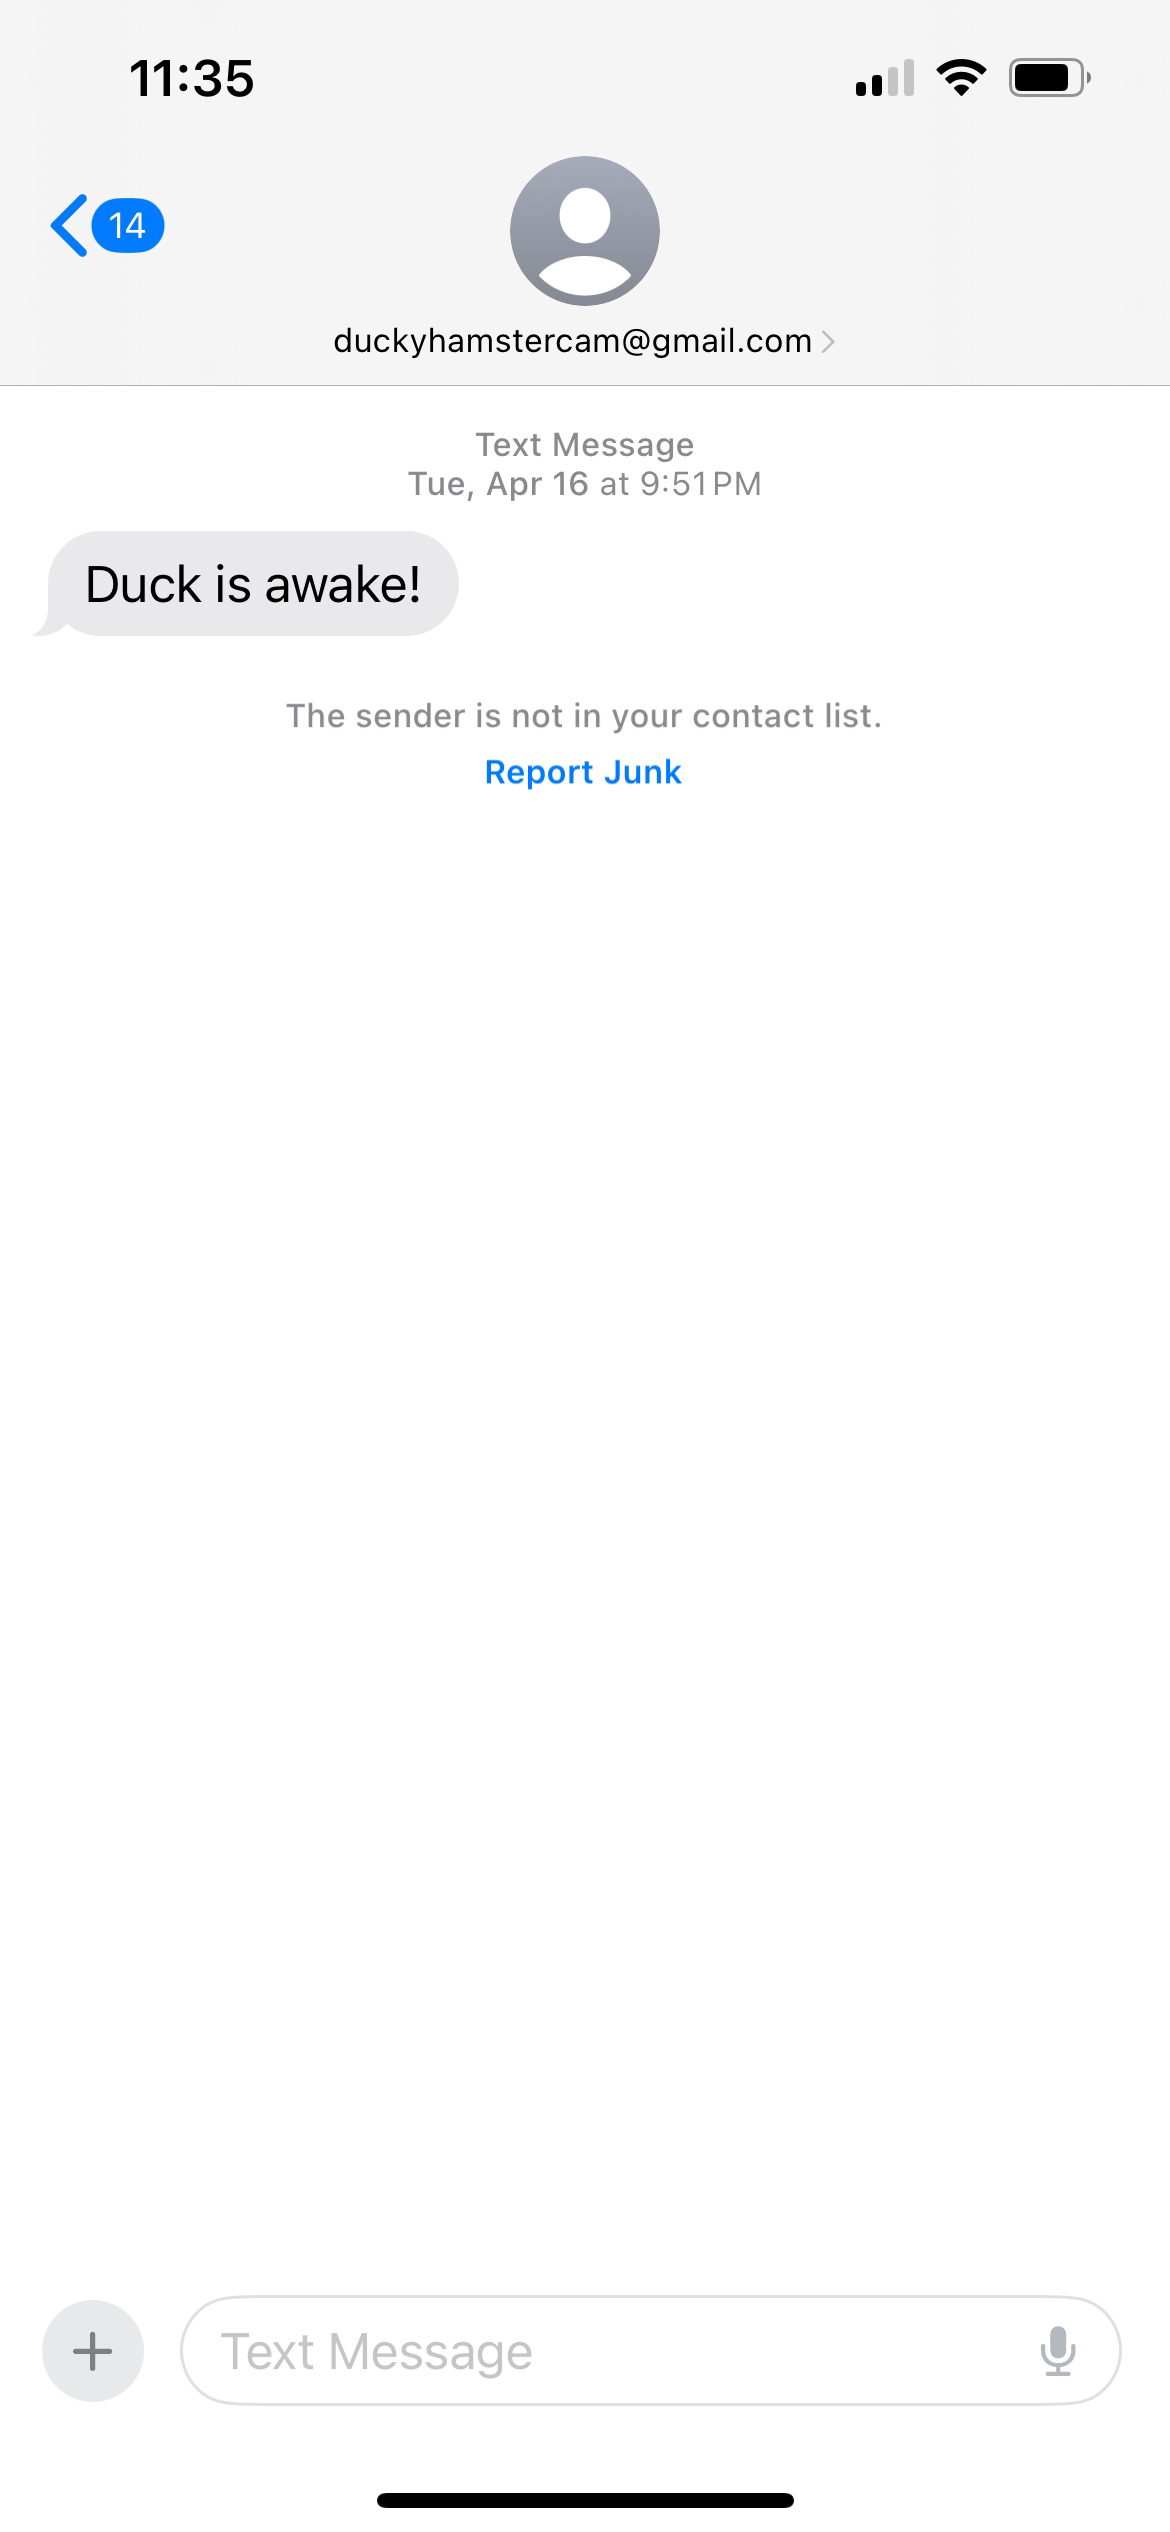 11:35
14
duckyhamstercam@gmail.com
Text Message
Tue, Apr 16 at 9:51 PM
Duck is awake!
The sender is not in your contact list.
Report Junk
Text Message